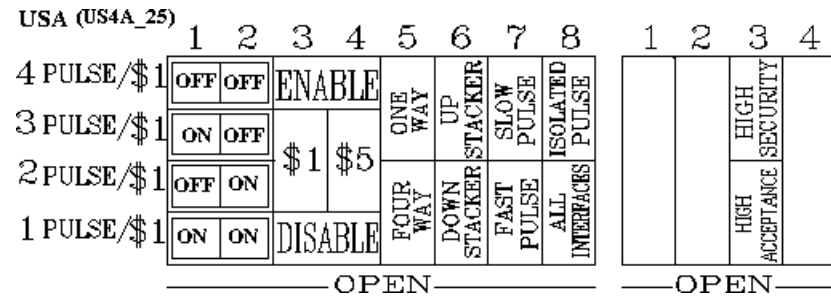 USA (US4A_25)
1 2 3 4 5 6 7 8 1 2 3 4
4 PULSE/$1 OFF OFF ENABLE
3 PULSE/$1 ON OFF
$1 $5
2 PULSE/$1 OFF ON
1 PULSE/$1 ON ON DISABLE
ONE
WAY
UP
STACKER
SLOW
PULSE
ISOLATED
PULSE
HIGH
SECURITY
FOUR
WAY
DOWN
STACKER
FAST
PULSE
ALL
INTERFACES
HIGH
ACCEPTANCE
OPEN OPEN